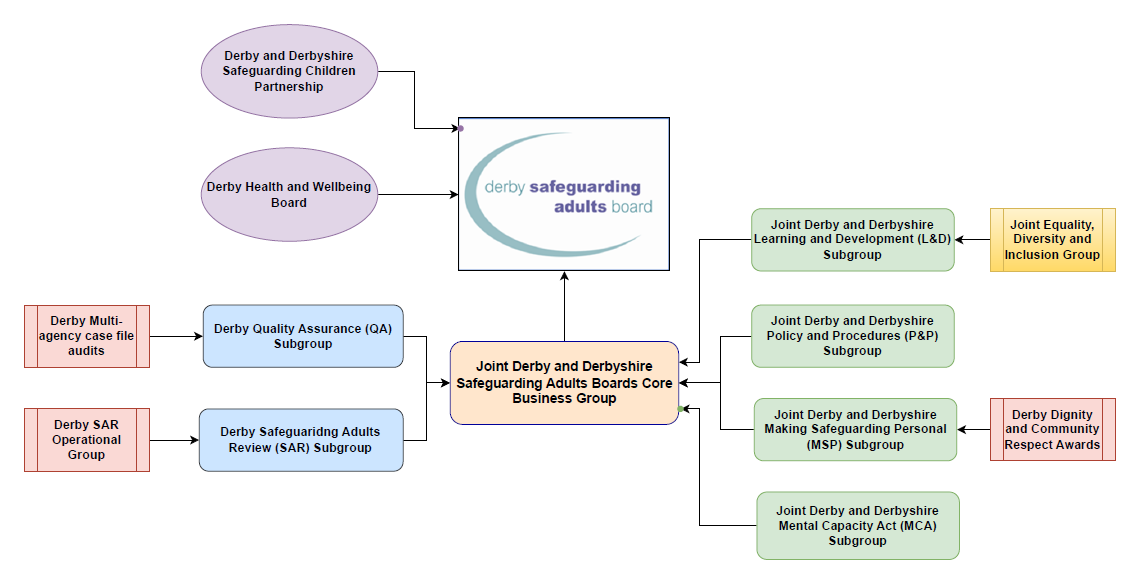 Derby and Derbyshire
Safeguarding Children
Partnership
Derby Health and Wellbeing
Board
derby safeguarding
adults board
Joint Derby and Derbyshire
Learning and Development (L&D)
Subgroup
Joint Equality,
Diversity and
Inclusion Group
Derby Multi-
agency case file
audits
Derby Quality Assurance (QA)
Subgroup
Joint Derby and Derbyshire
Policy and Procedures (P&P)
Subgroup
Joint Derby and Derbyshire
Safeguarding Adults Boards Core
Business Group
Derby SAR
Operational
Group
Derby Safeguaridng Adults
Review (SAR) Subgroup
Joint Derby and Derbyshire
Making Safeguarding Personal
(MSP) Subgroup
Derby Dignity
and Community
Respect Awards
Joint Derby and Derbyshire
Mental Capacity Act (MCA)
Subgroup